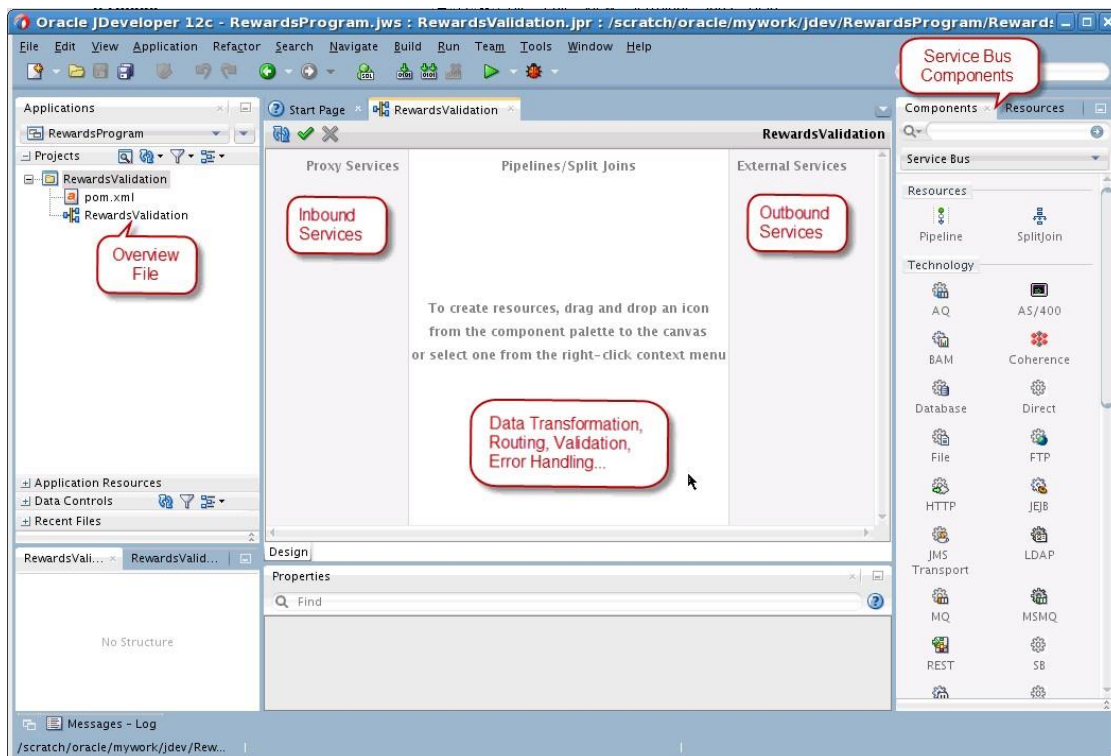 Oracle JDeveloper 12c - RewardsProgram.jws : RewardsValidation.jpr : /scratch/oracle/mywork/jdev/RewardsProgram/Rewards
File Edit View Application Refactor Search Navigate Build Run Team Tools Window Help
Service Bus
Components
Applications
RewardsProgram
Projects
RewardsValidation
pom.xml
RewardsValidation
Overview
File
Application Resources
Data Controls
Recent Files
RewardsVali... RewardsValid...
No Structure
Start Page RewardsValidation
RewardsValidation
Proxy Services Pipelines/Split Joins External Services
Inbound
Services
Outbound
Services
To create resources, drag and drop an icon
from the component palette to the canvas
or select one from the right-click context menu
Data Transformation,
Routing, Validation,
Error Handling...
Design
Properties
Find
Components Resources
Service Bus
Resources
Pipeline SplitJoin
Technology
AQ AS/400
BAM Coherence
Database Direct
File FTP
HTTP JEJB
JMS
Transport
LDAP
MQ MSMQ
REST SB
Messages - Log
/scratch/oracle/mywork/jdev/Rew...